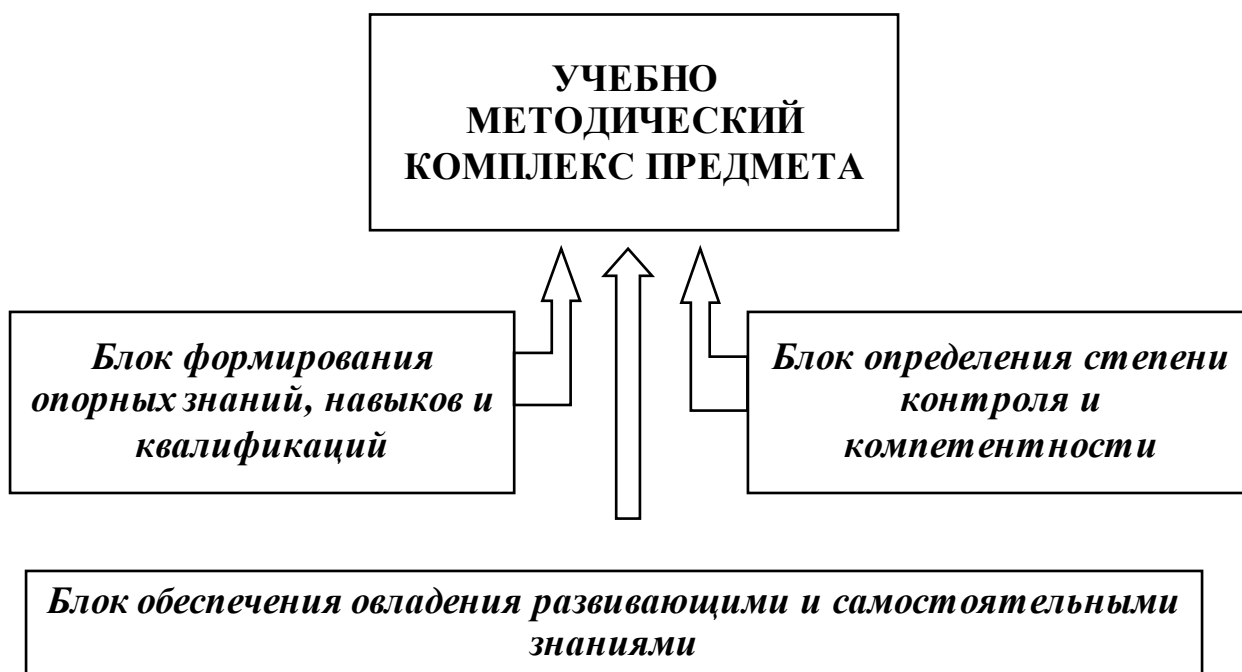 УЧЕБНО
МЕТОДИЧЕСКИЙ
КОМПЛЕКС ПРЕДМЕТА
Блок формирования
опорных знаний, навыков и
квалификаций
Блок определения степени
контроля и
компетентности
Блок обеспечения овладения развивающими и самостоятельными
знаниями